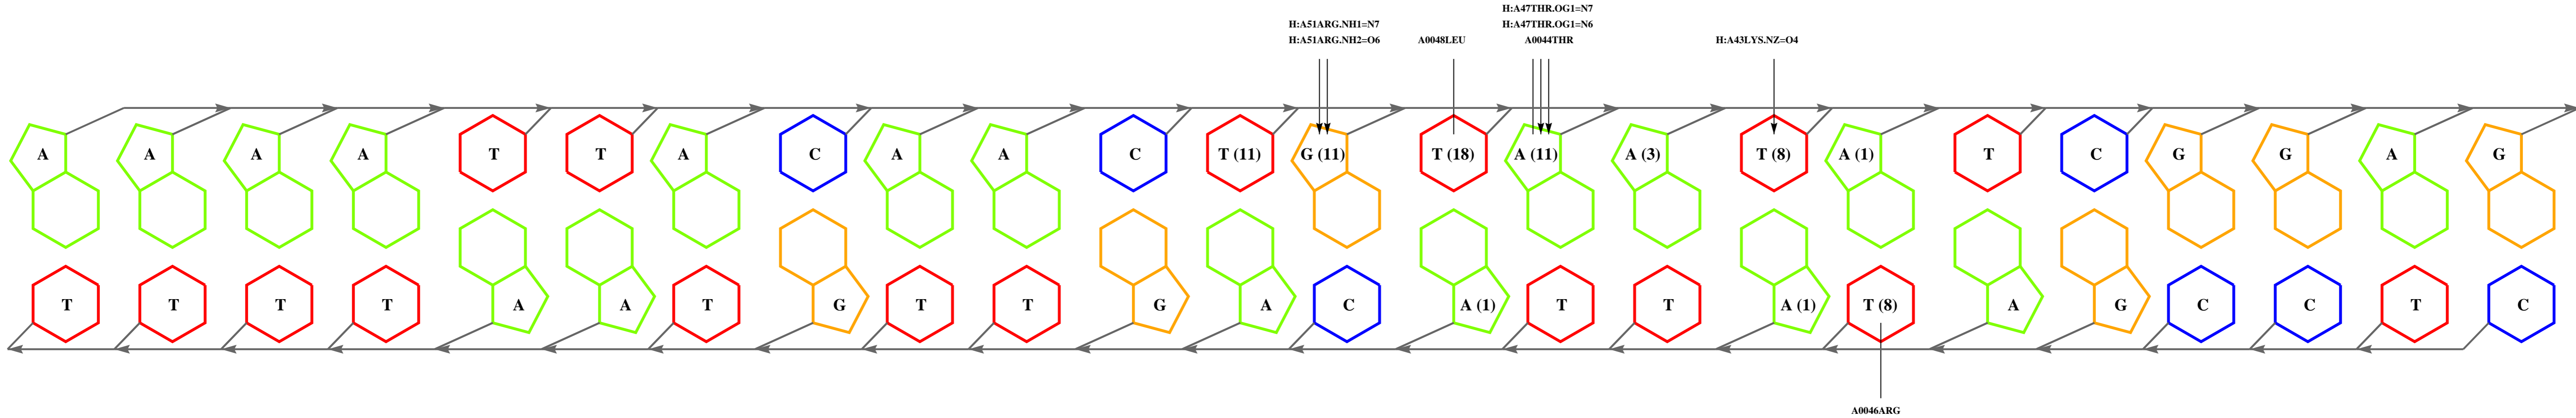 H:A47THR.OG1=N7
H:A51ARG.NH1=N7 H:A47THR.OG1=N6
H:A51ARG.NH2=O6 A0048LEU A0044THR H:A43LYS.NZ=O4
A A A A T T A C A A C T (11) G (11) T (18) A (11) A (3) T (8) A (1) T C G G A G
T T T T A A T G T T G A C A (1) T T A (1) T (8) A G C C T C
A0046ARG